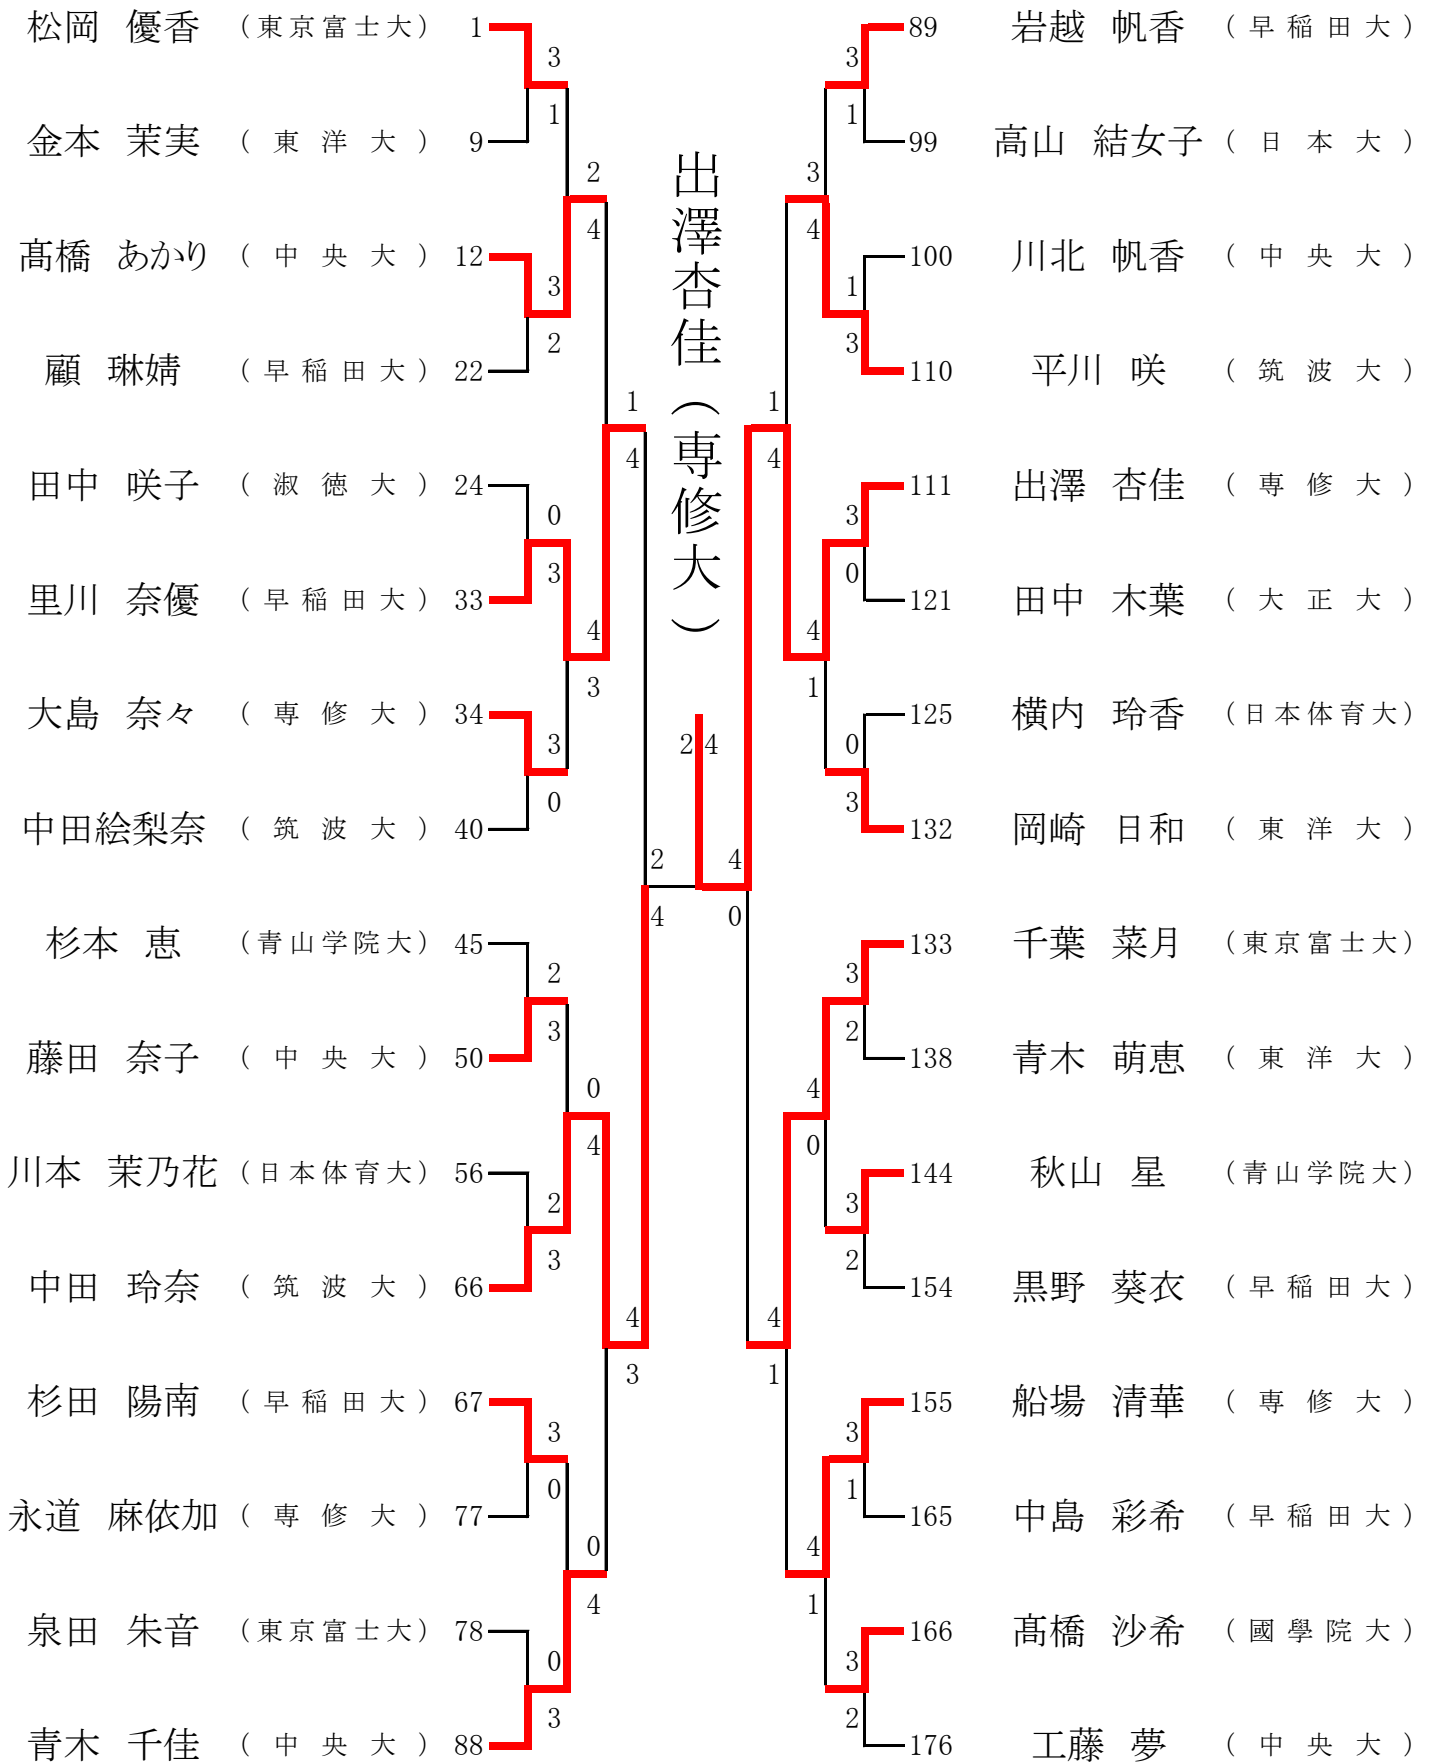 松岡 優香 （東京富士大） 1
3
1
金本 茉実 （東洋大） 9
2
4
髙橋 あかり （中央大） 12
3
2
顧 琳婧 （早稲田大） 22
1
4
田中 咲子 （淑徳大） 24
0
3
里川 奈優 （早稲田大） 33
4
3
大島 奈々 （専修大） 34
3
0
中田絵梨奈 （筑波大） 40
2
4
杉本 恵 （青山学院大） 45
2
3
藤田 奈子 （中央大） 50
0
4
川本 茉乃花 （日本体育大） 56
2
3
中田 玲奈 （筑波大） 66
4
3
杉田 陽南 （早稲田大） 67
3
0
永道 麻依加 （専修大） 77
0
4
泉田 朱音 （東京富士大） 78
0
3
青木 千佳 （中央大） 88
出澤杏佳（専修大）
2 4
89 岩越 帆香 （早稲田大）
3
1
99 高山 結女子 （日本大）
3
4
100 川北 帆香 （中央大）
1
3
110 平川 咲 （筑波大）
1
4
111 出澤 杏佳 （専修大）
3
0
121 田中 木葉 （大正大）
4
1
125 横内 玲香 （日本体育大）
0
3
132 岡崎 日和 （東洋大）
4
0
133 千葉 菜月 （東京富士大）
3
2
138 青木 萌恵 （東洋大）
4
0
144 秋山 星 （青山学院大）
3
2
154 黒野 葵衣 （早稲田大）
4
1
155 船場 清華 （専修大）
3
1
165 中島 彩希 （早稲田大）
4
1
166 髙橋 沙希 （國學院大）
3
2
176 工藤 夢 （中央大）